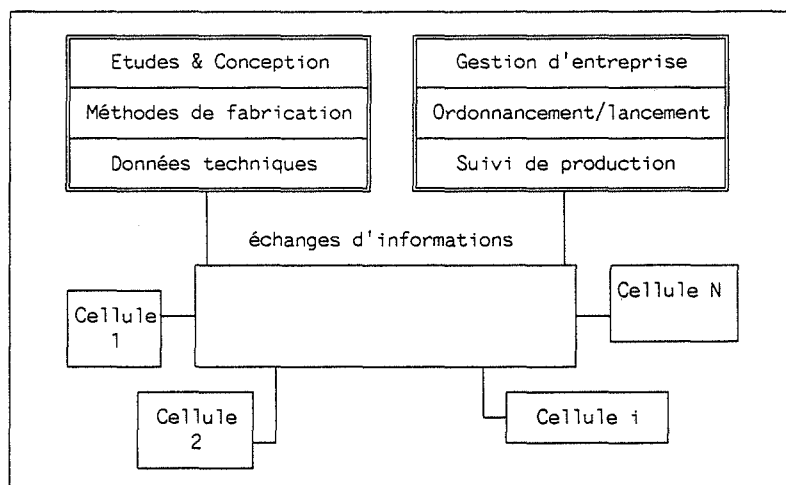 Etudes & Conception
Méthodes de fabrication
Données techniques
Gestion d'entreprise
Ordonnancement/lancement
Suivi de production
échanges d'informations
Cellule
1
Cellule N
Cellule
2
Cellule i